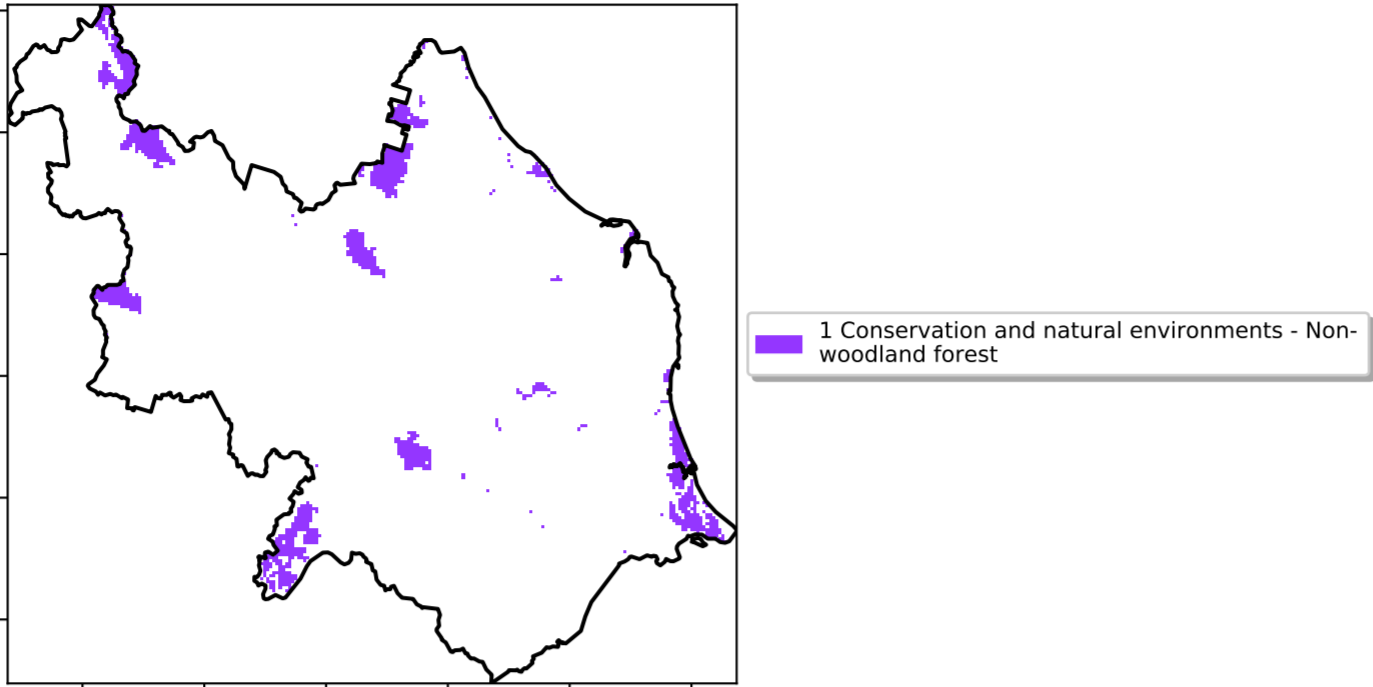 1 Conservation and natural environments - Non-
woodland forest